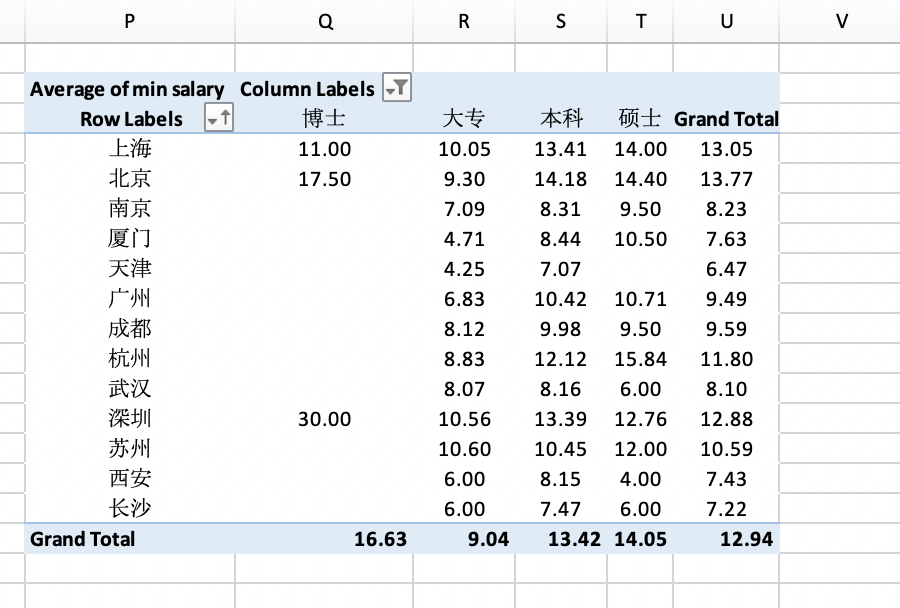 P Q R S T U V
Average of min salary Column Labels
Row Labels 博士 大专 本科 硕士 Grand Total
上海 11.00 10.05 13.41 14.00 13.05
北京 17.50 9.30 14.18 14.40 13.77
南京 7.09 8.31 9.50 8.23
厦门 4.71 8.44 10.50 7.63
天津 4.25 7.07 6.47
广州 6.83 10.42 10.71 9.49
成都 8.12 9.98 9.50 9.59
杭州 8.83 12.12 15.84 11.80
武汉 8.07 8.16 6.00 8.10
深圳 30.00 10.56 13.39 12.76 12.88
苏州 10.60 10.45 12.00 10.59
西安 6.00 8.15 4.00 7.43
长沙 6.00 7.47 6.00 7.22
Grand Total 16.63 9.04 13.42 14.05 12.94